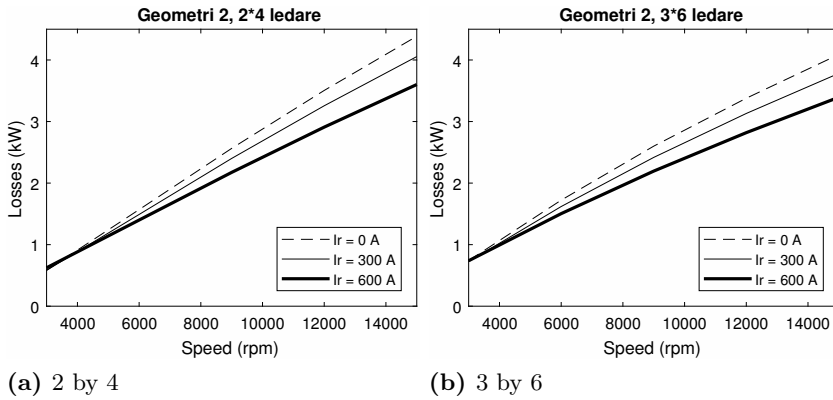 Geometri 2, 2*4 ledare
Losses (kW)
4
3
2
1
0
Ir = 0 A
Ir = 300 A
Ir = 600 A
4000 6000 8000 10000 12000 14000
Speed (rpm)
(a) 2 by 4
Geometri 2, 3*6 ledare
Losses (kW)
4
3
2
1
0
Ir = 0 A
Ir = 300 A
Ir = 600 A
4000 6000 8000 10000 12000 14000
Speed (rpm)
(b) 3 by 6